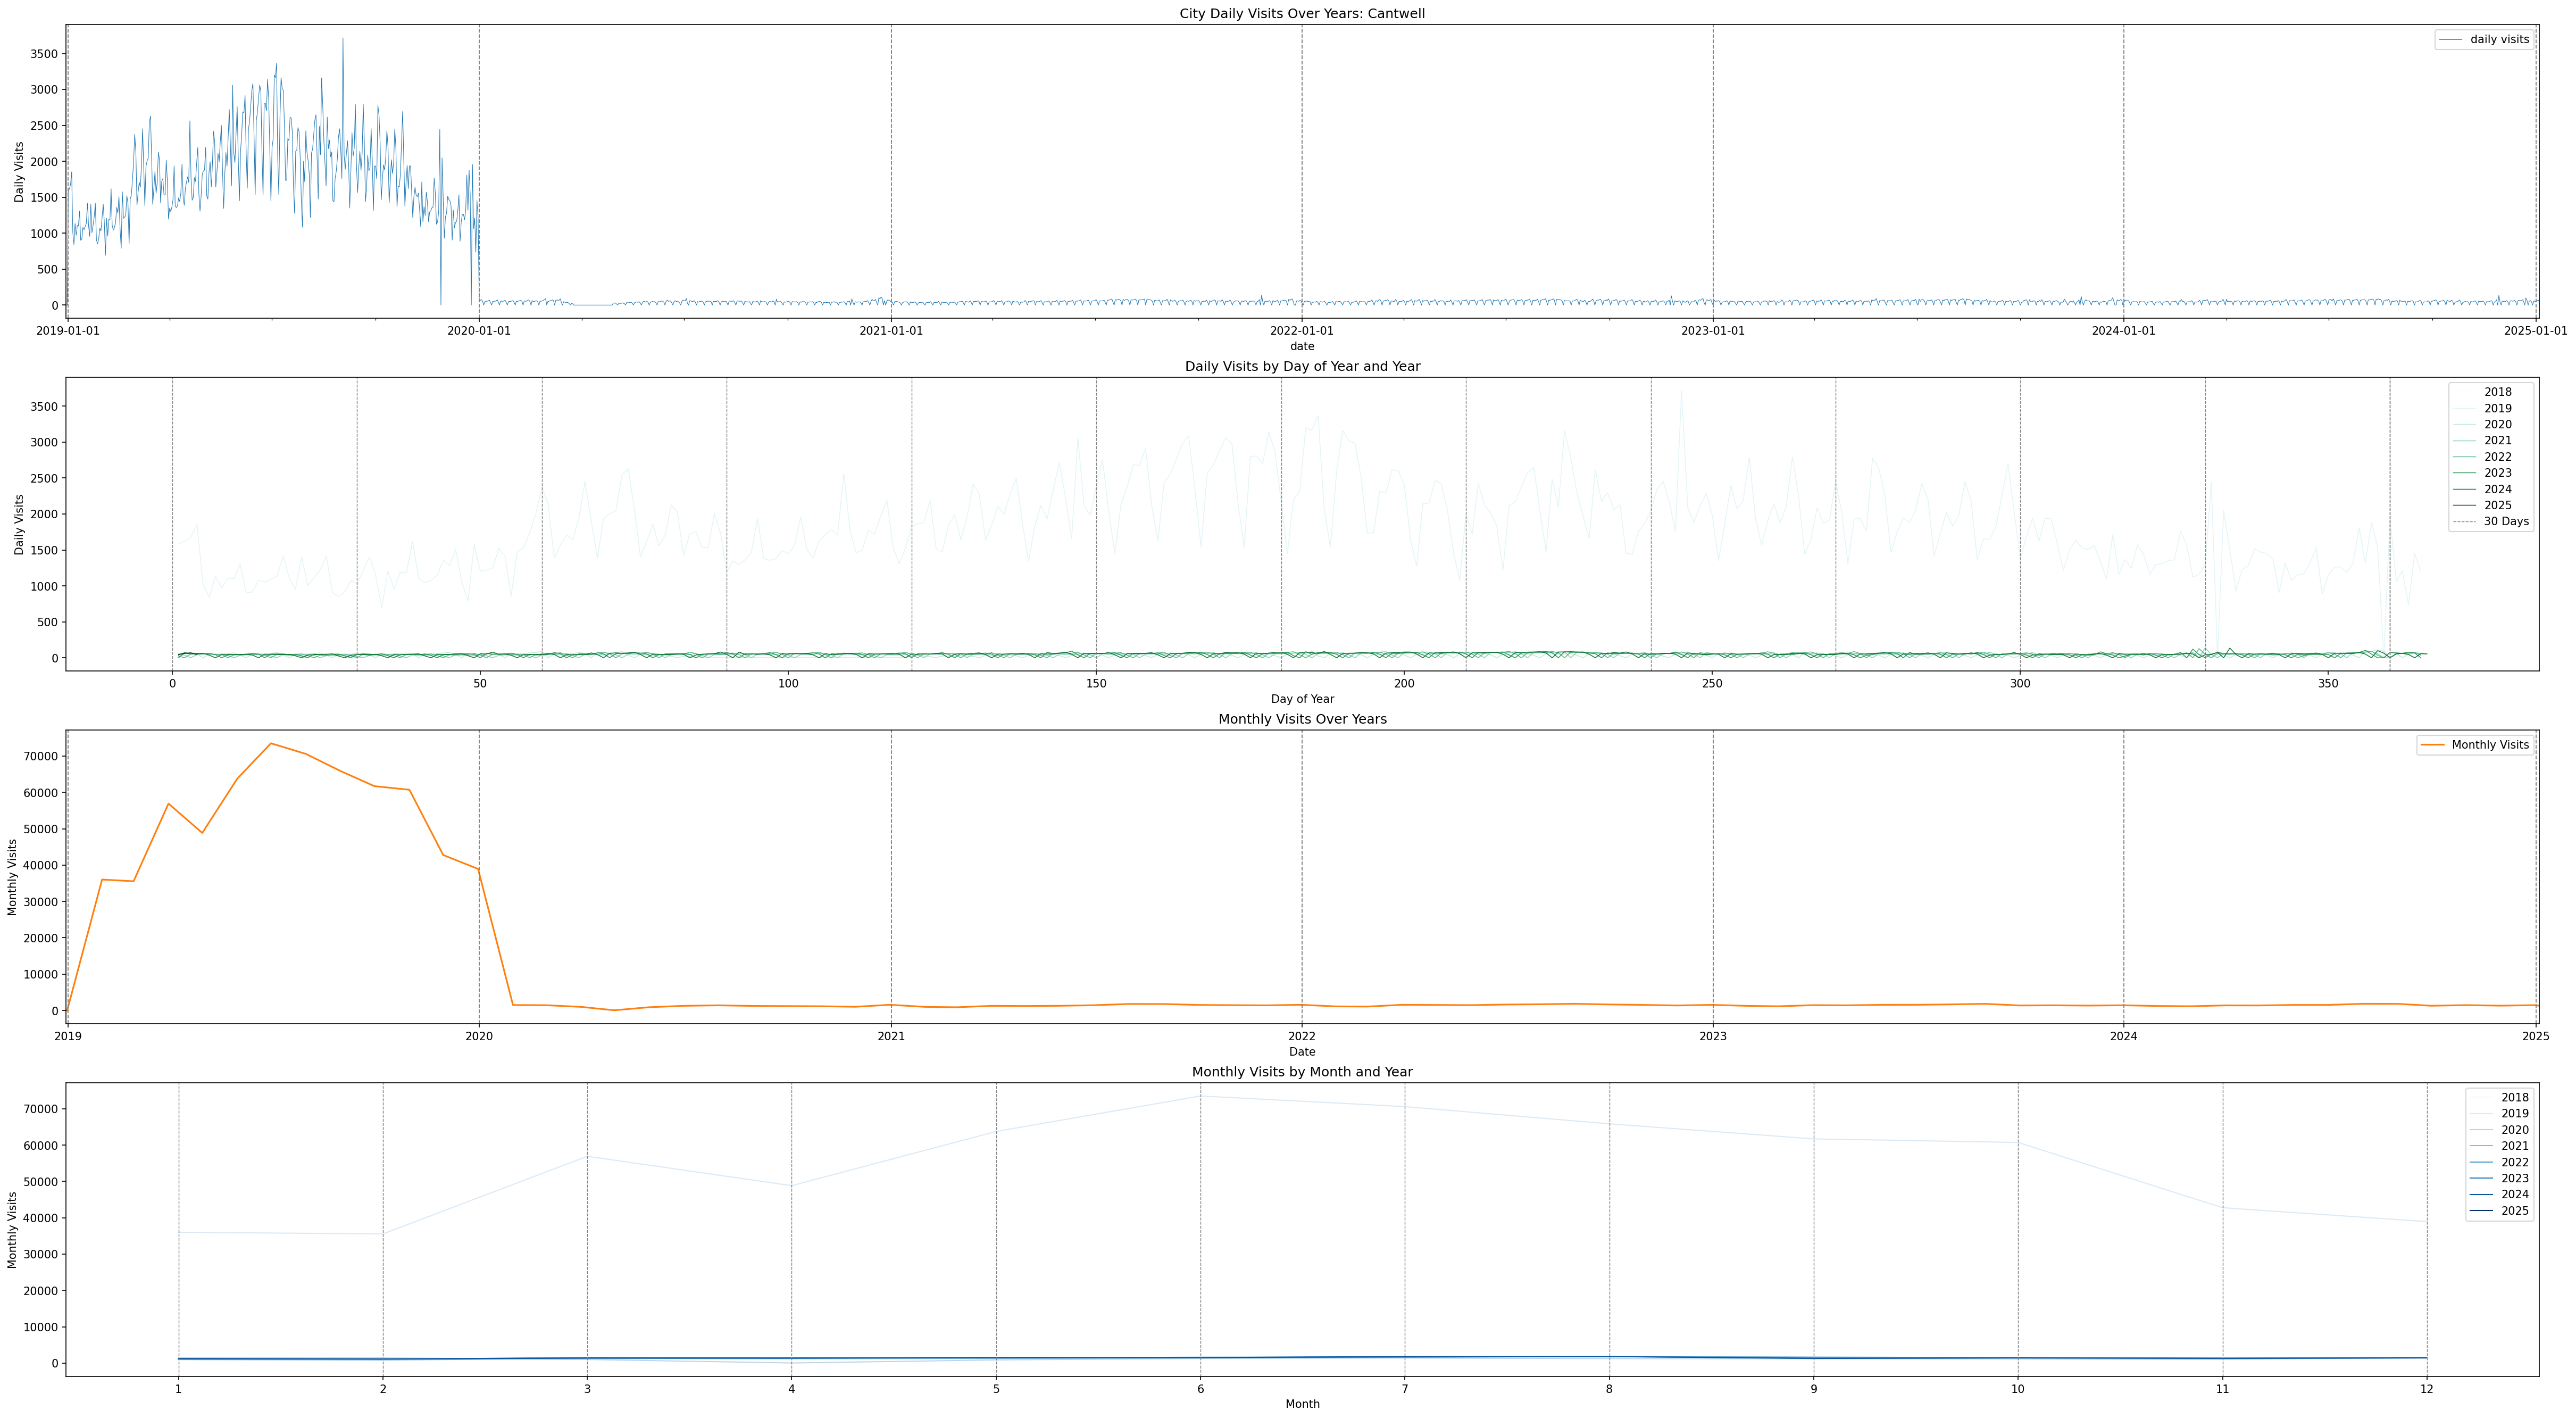 City Daily Visits Over Years: Cantwell
daily visits
Daily Visits
3500
3000
2500
2000
1500
1000
500
0
2019-01-01 2020-01-01 2021-01-01 2022-01-01 2023-01-01 2024-01-01 2025-01-01
date
Daily Visits by Day of Year and Year
2018
2019
2020
2021
2022
2023
2024
2025
30 Days
Daily Visits
3500
3000
2500
2000
1500
1000
500
0
0 50 100 150 200 250 300 350
Day of Year
Monthly Visits Over Years
Monthly Visits
Monthly Visits
70000
60000
50000
40000
30000
20000
10000
0
2019 2020 2021 2022 2023 2024 2025
Date
Monthly Visits by Month and Year
2018
2019
2020
2021
2022
2023
2024
2025
Monthly Visits
70000
60000
50000
40000
30000
20000
10000
0
1 2 3 4 5 6 7 8 9 10 11 12
Month